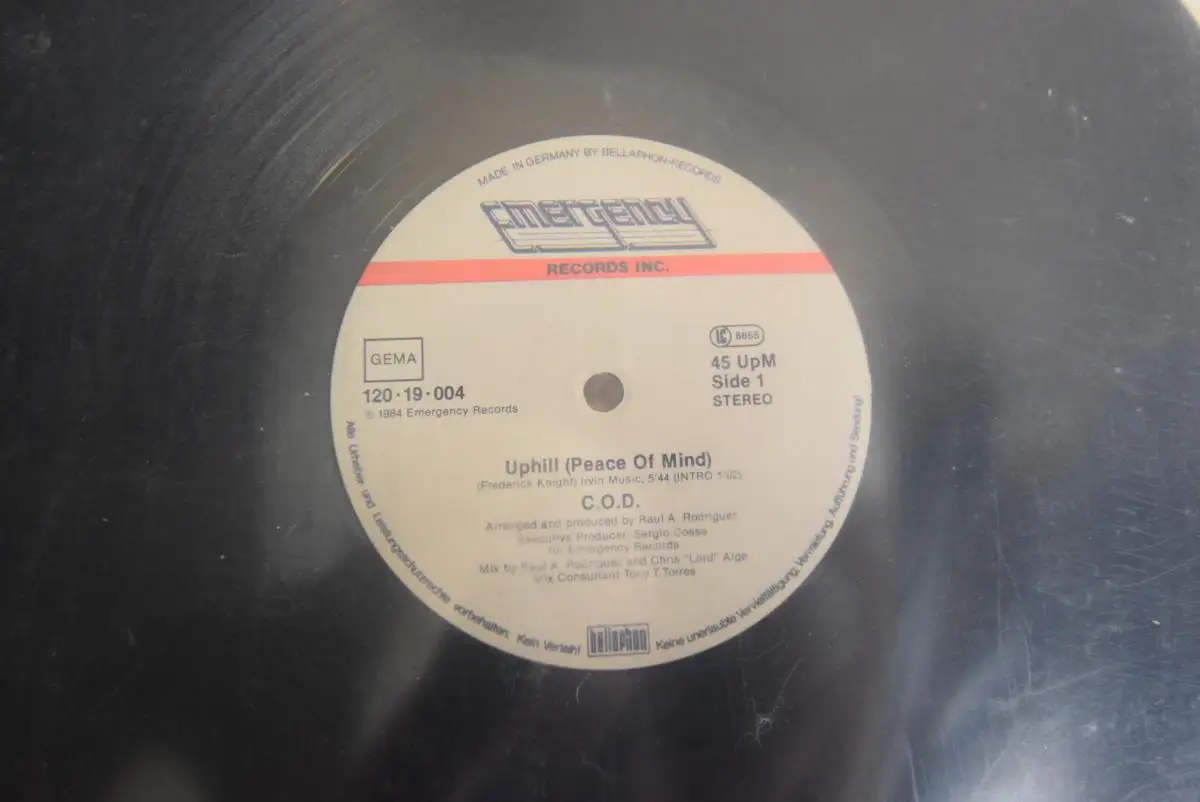 MADE IN GERMANY BY BELLAPHON-RECORDS
EMERGENCY
RECORDS INC.
GEMA
LC 8655
120·19·004
℗ 1984 Emergency Records
45 UpM
Side 1
STEREO
Uphill (Peace Of Mind)
(Frederick Knight) Irvin Music, 5'44 (INTRO 1'02)
C.O.D.
Arranged and produced by Raul A. Rodriguez
Executive Producer, Sergio Cossa
for Emergency Records
Mix by Raul A. Rodriguez and Chris "Lord" Alge
Mix Consultant Tony T. Torres
Alle Urheber und Leistungsschutzrechte vorbehalten. Kein Verleih!
bellaphon
Keine unerlaubte Vervielfältigung, Vermietung, Aufführung und Sendung!